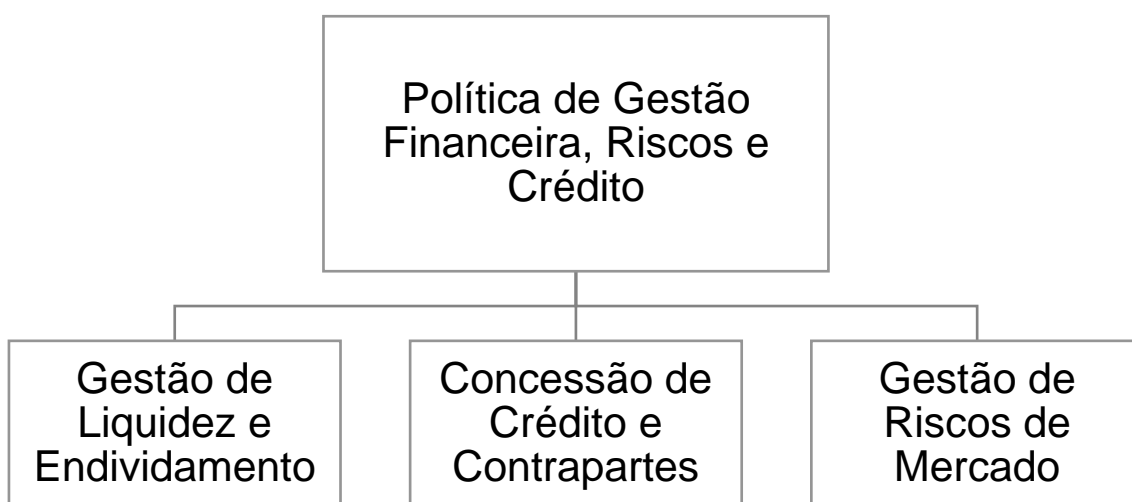 Política de Gestão
Financeira, Riscos e
Crédito
Gestão de
Liquidez e
Endividamento
Concessão de
Crédito e
Contrapartes
Gestão de
Riscos de
Mercado